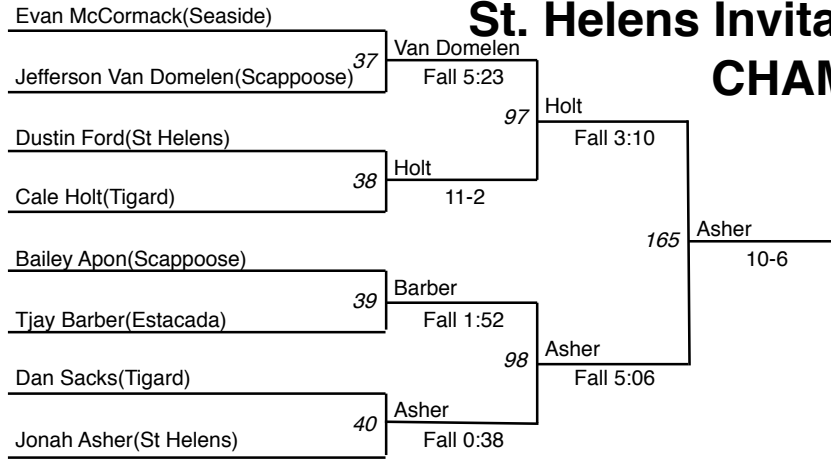 St. Helens Invita
CHAM
Evan McCormack(Seaside)
37
Van Domelen
Jefferson Van Domelen(Scappoose)
Fall 5:23
97
Holt
Dustin Ford(St Helens)
Fall 3:10
38
Holt
Cale Holt(Tigard)
11-2
165
Asher
10-6
Bailey Apon(Scappoose)
39
Barber
Tjay Barber(Estacada)
Fall 1:52
98
Asher
Dan Sacks(Tigard)
Fall 5:06
40
Asher
Jonah Asher(St Helens)
Fall 0:38